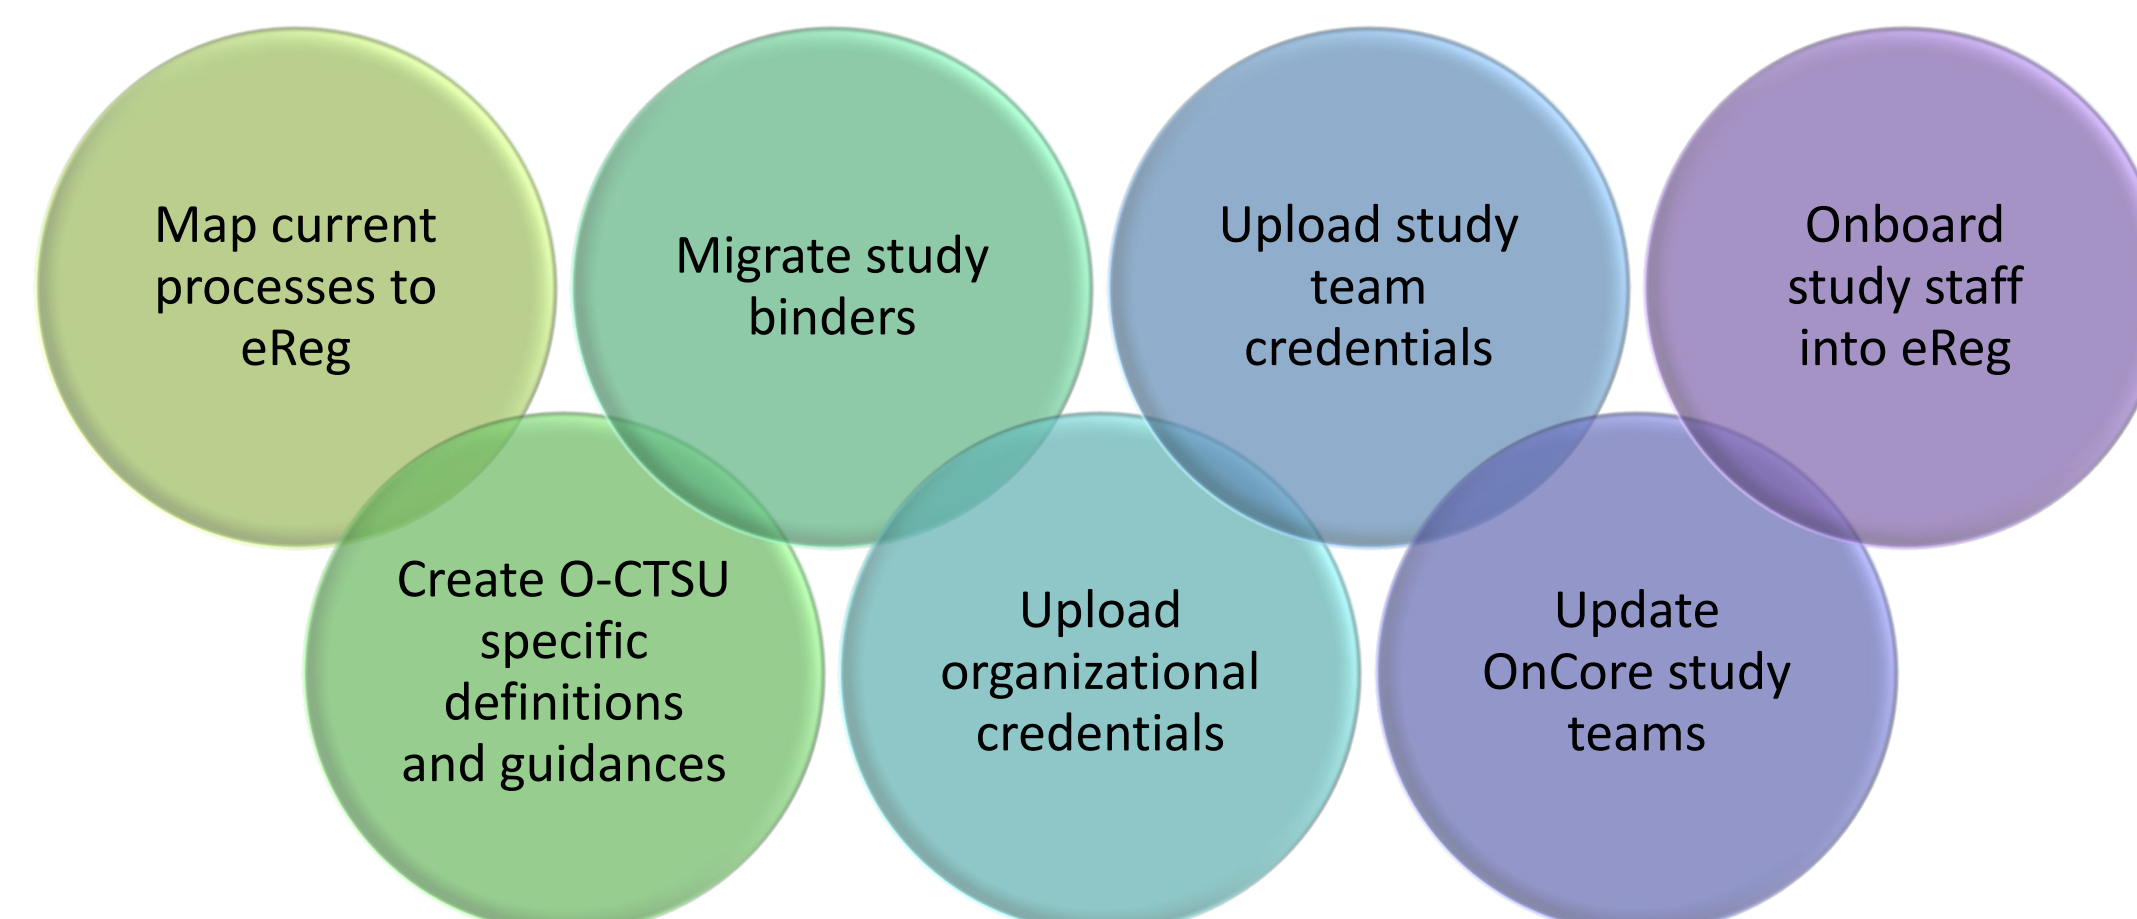 Map current
processes to
eReg
Create O-CTSU
specific
definitions
and guidances
Migrate study
binders
Upload
organizational
credentials
Upload study
team
credentials
Update
OnCore study
teams
Onboard
study staff
into eReg